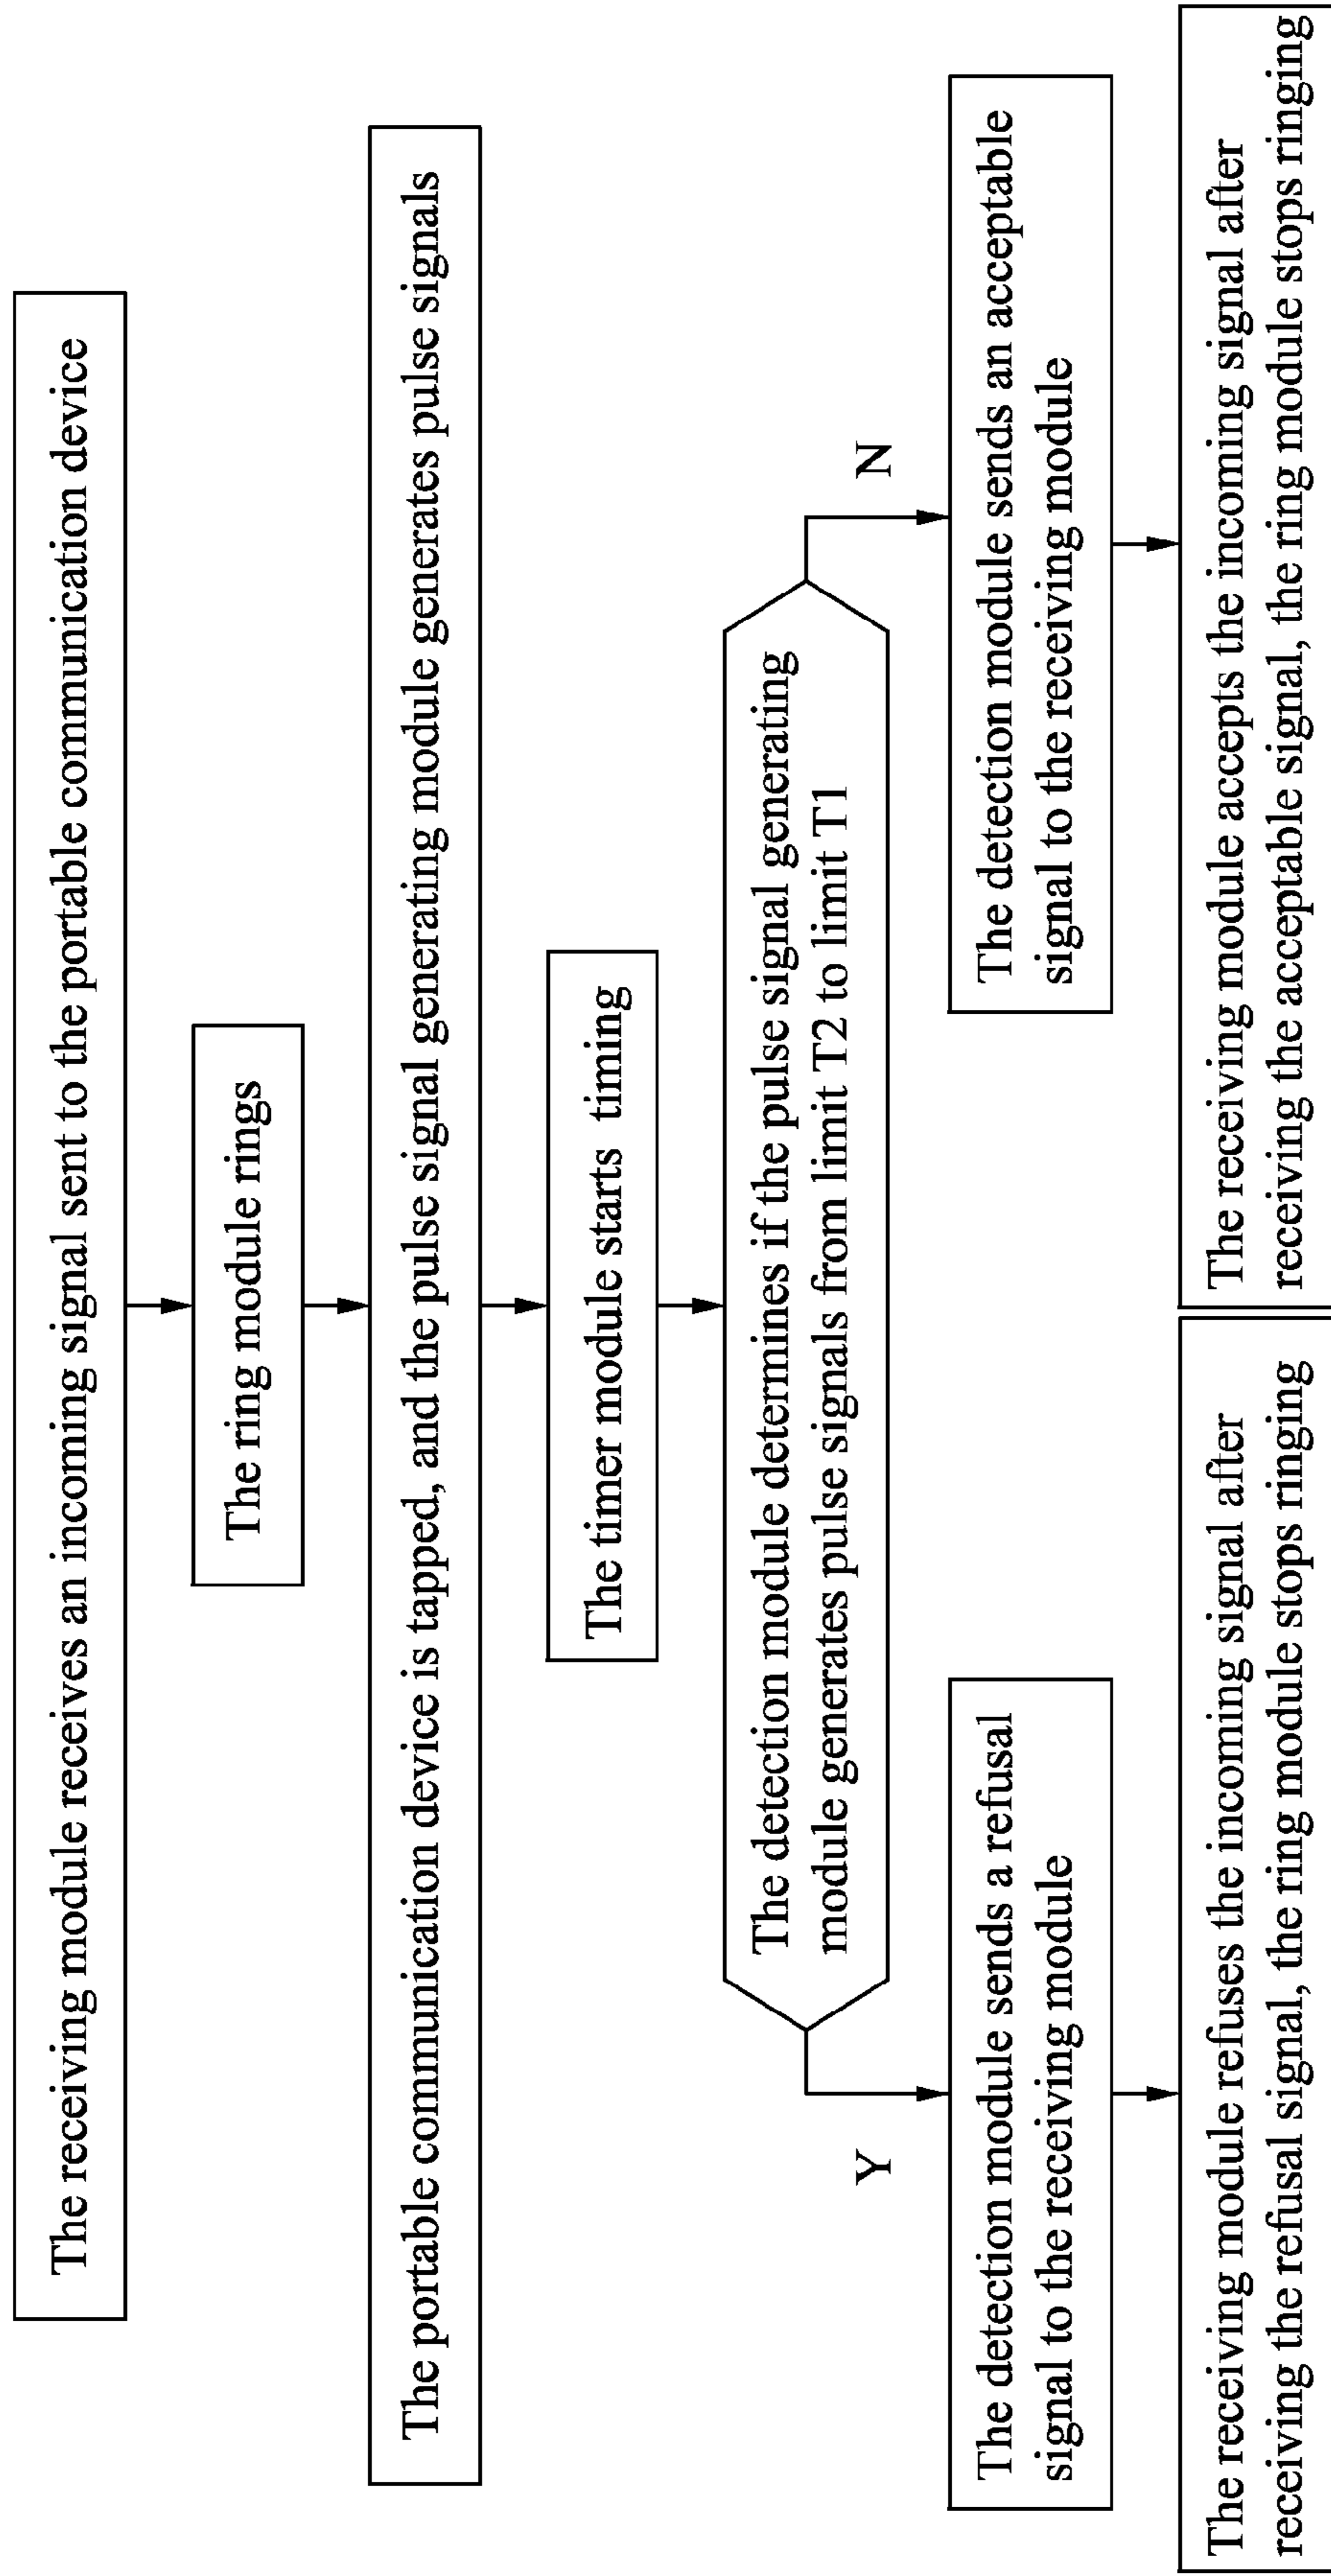 The receiving module receives an incoming signal sent to the portable communication device
The ring module rings
The portable communication device is tapped, and the pulse signal generating module generates pulse signals
The timer module starts timing
The detection module determines if the pulse signal generating
module generates pulse signals from limit T2 to limit T1
Y
N
The detection module sends a refusal
signal to the receiving module
The detection module sends an acceptable
signal to the receiving module
The receiving module refuses the incoming signal after
receiving the refusal signal, the ring module stops ringing
The receiving module accepts the incoming signal after
receiving the acceptable signal, the ring module stops ringing